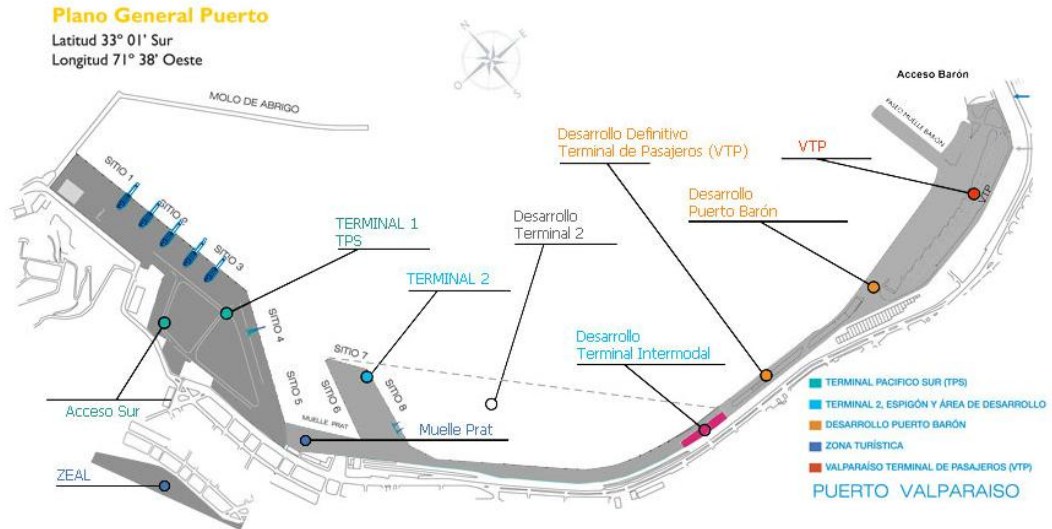 Plano General Puerto
Latitud 33° 01' Sur
Longitud 71° 38' Oeste
N
E
O
S
MOLO DE ABRIGO
Acceso Barón
PASEO MUELLE BARÓN
Desarrollo Definitivo
Terminal de Pasajeros (VTP)
VTP
VTP
SITIO 1
SITIO 2
SITIO 3
SITIO 4
SITIO 5
SITIO 6
SITIO 7
SITIO 8
TERMINAL 1
TPS
Desarrollo
Terminal 2
Desarrollo
Puerto Barón
TERMINAL 2
Desarrollo
Terminal Intermodal
Acceso Sur
MUELLE PRAT
Muelle Prat
ZEAL
TERMINAL PACIFICO SUR (TPS)
TERMINAL 2, ESPIGÓN Y ÁREA DE DESARROLLO
DESARROLLO PUERTO BARÓN
ZONA TURÍSTICA
VALPARAÍSO TERMINAL DE PASAJEROS (VTP)
PUERTO VALPARAISO